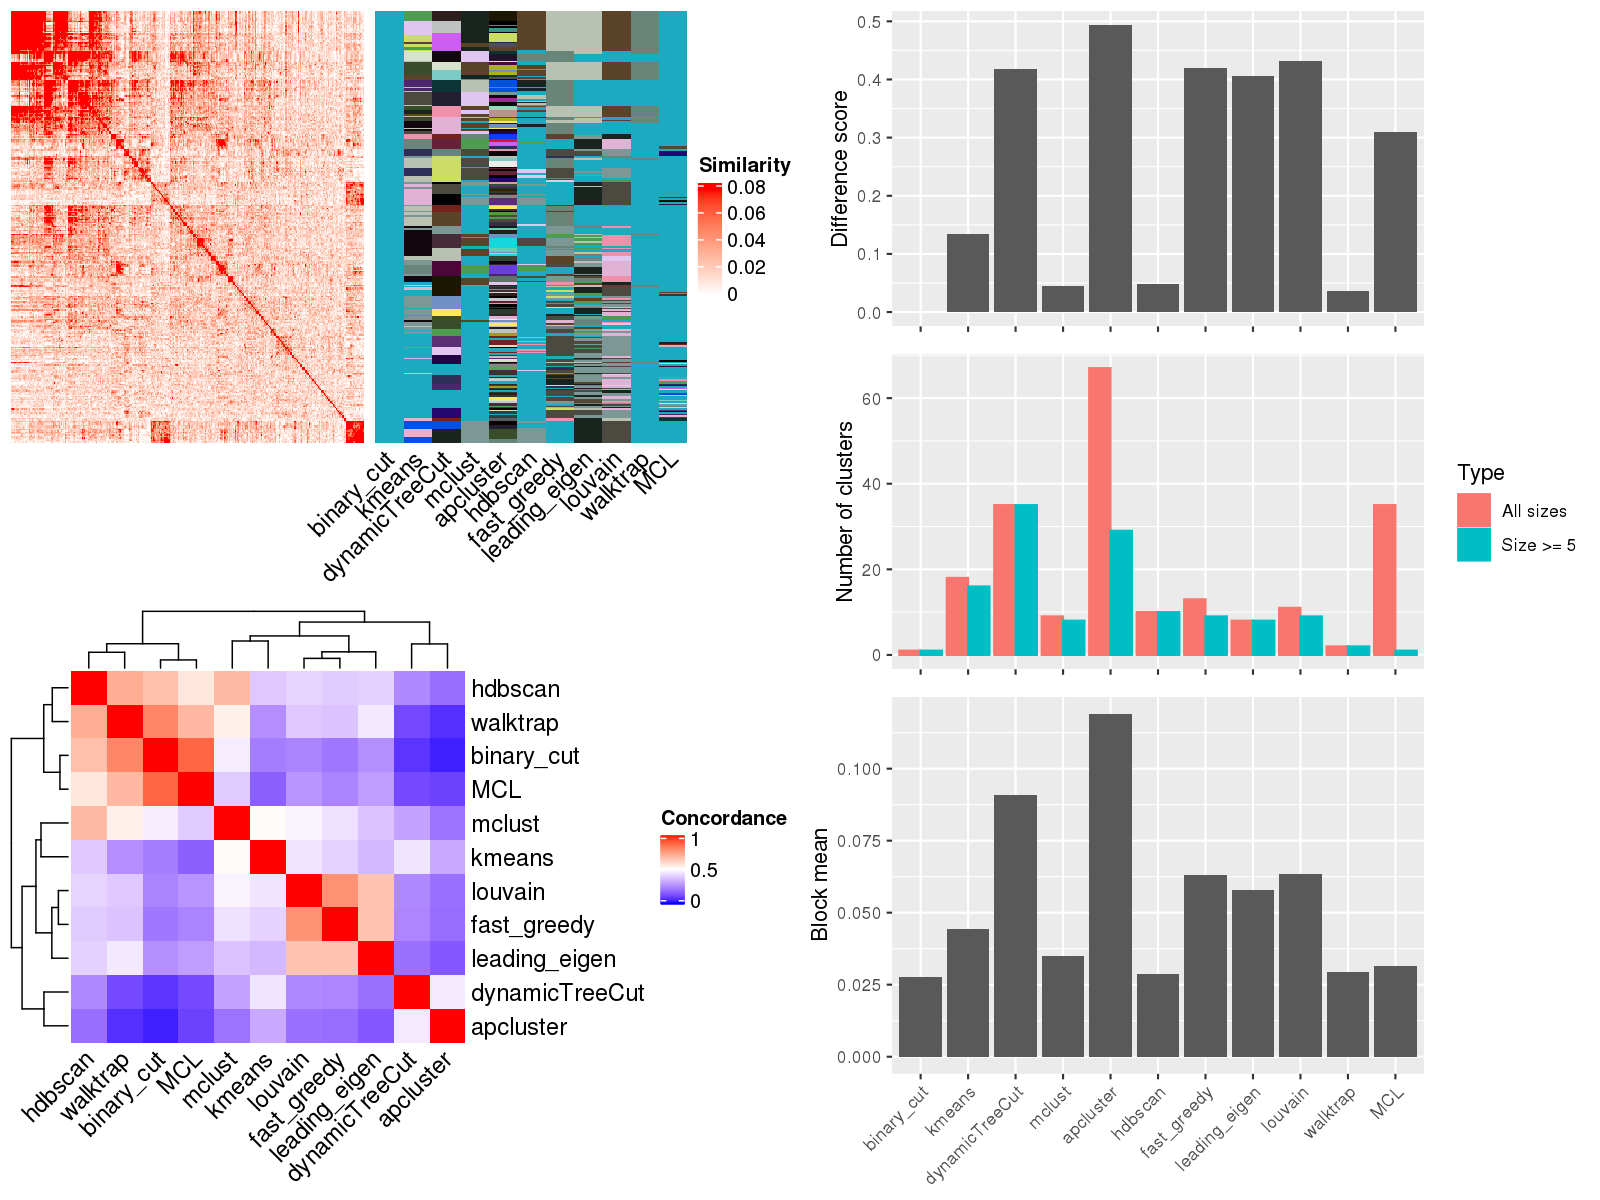 Similarity
0.08
0.06
0.04
0.02
0
binary_cut
kmeans
dynamicTreeCut
mclust
apcluster
hdbscan
fast_greedy
leading_eigen
louvain
walktrap
MCL
hdbscan
walktrap
binary_cut
MCL
mclust
kmeans
louvain
fast_greedy
leading_eigen
dynamicTreeCut
apcluster
hdbscan
walktrap
binary_cut
MCL
mclust
kmeans
louvain
fast_greedy
leading_eigen
dynamicTreeCut
apcluster
Concordance
1
0.5
0
Difference score
0.5
0.4
0.3
0.2
0.1
0.0
Number of clusters
60
40
20
0
Type
All sizes
Size >= 5
Block mean
0.100
0.075
0.050
0.025
0.000
binary_cut
kmeans
dynamicTreeCut
mclust
apcluster
hdbscan
fast_greedy
leading_eigen
louvain
walktrap
MCL